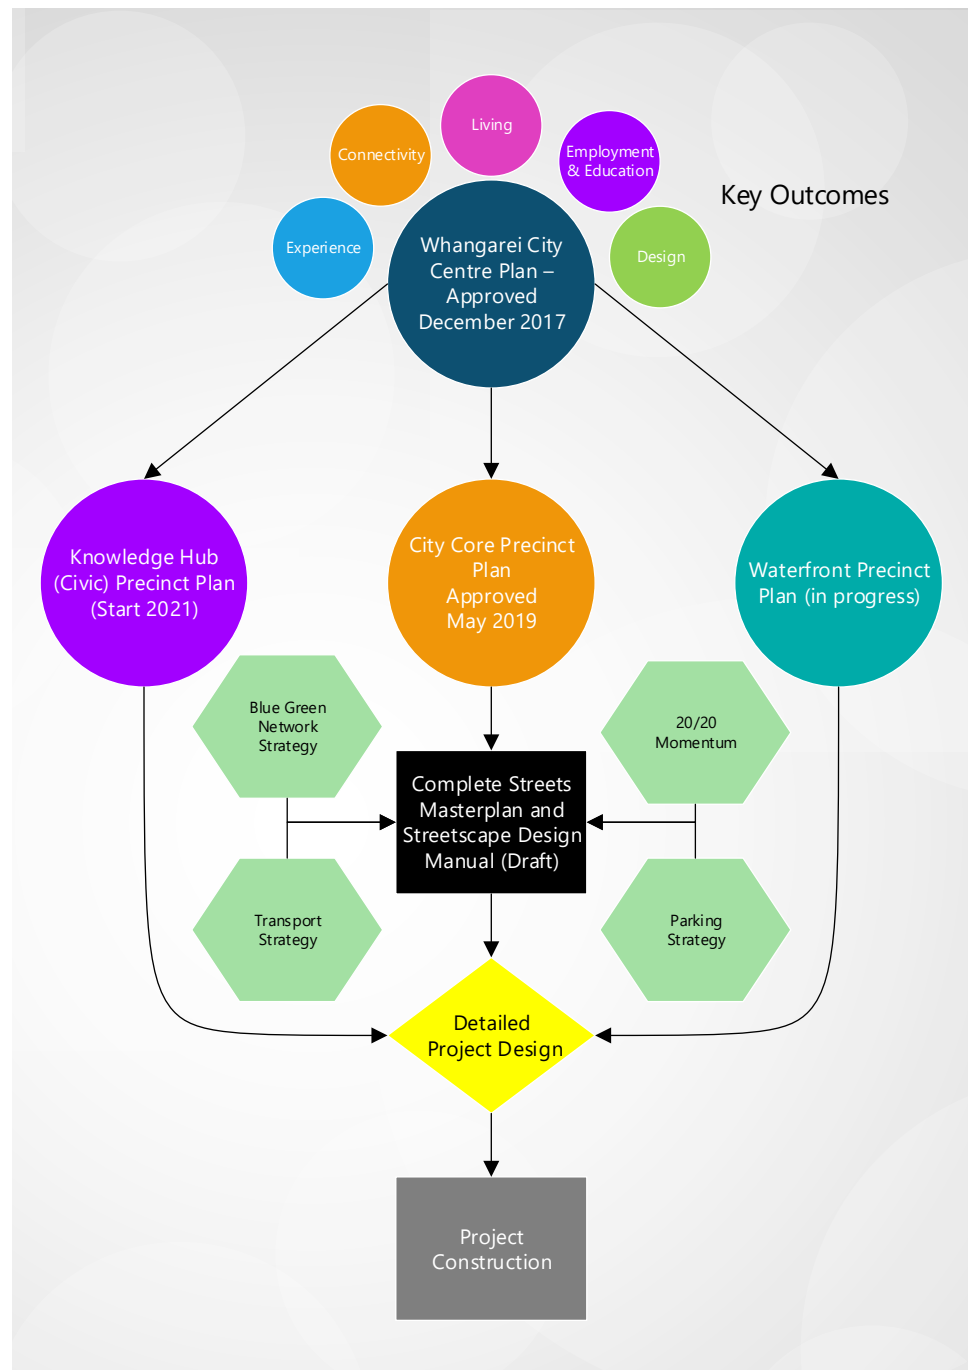 Living
Connectivity
Employment
& Education
Key Outcomes
Experience
Design
Whangarei City
Centre Plan –
Approved
December 2017
Knowledge Hub
(Civic) Precinct Plan
(Start 2021)
City Core Precinct
Plan
Approved
May 2019
Waterfront Precinct
Plan (in progress)
Blue Green
Network
Strategy
20/20
Momentum
Complete Streets
Masterplan and
Streetscape Design
Manual (Draft)
Transport
Strategy
Parking
Strategy
Detailed
Project Design
Project
Construction